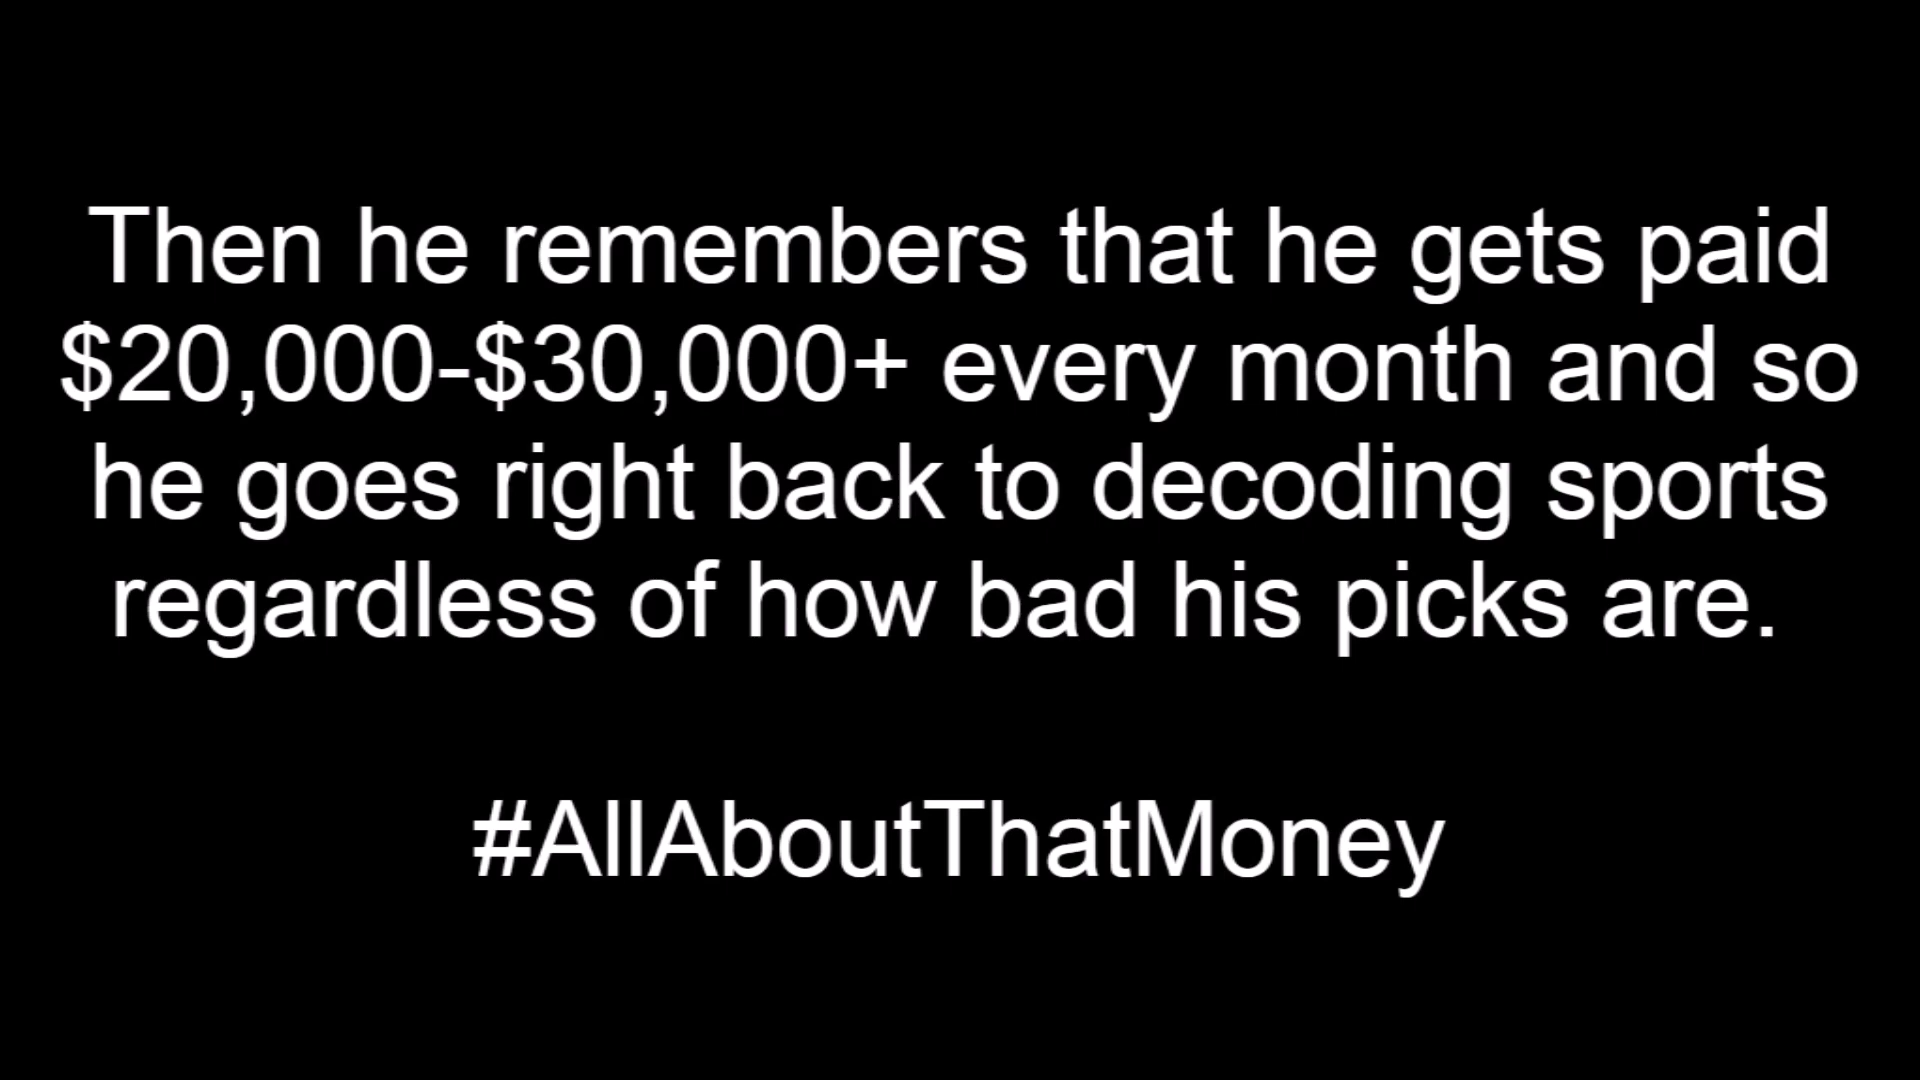 Then he remembers that he gets paid
$20,000-$30,000+ every month and so
he goes right back to decoding sports
regardless of how bad his picks are.
#AllAboutThatMoney